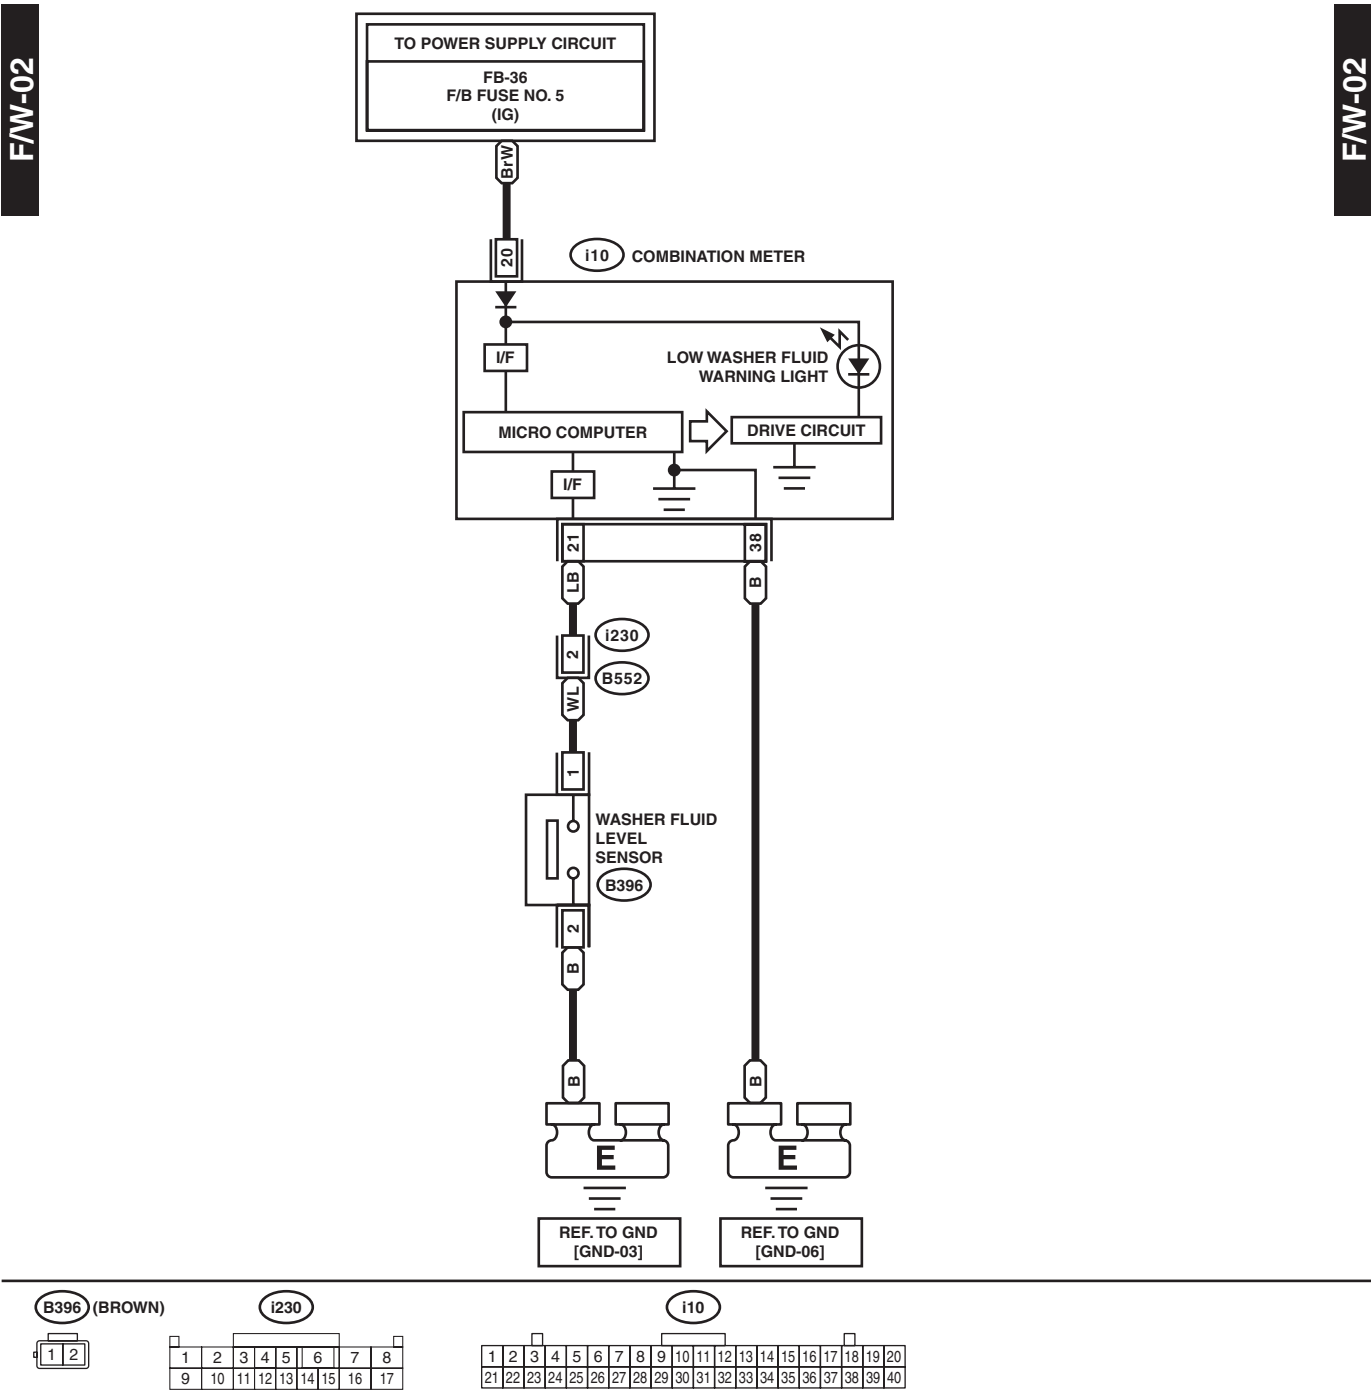 F/W-02
F/W-02
TO POWER SUPPLY CIRCUIT
FB-36
F/B FUSE NO. 5
(IG)
BrW
20
i10
COMBINATION METER
I/F
LOW WASHER FLUID
WARNING LIGHT
MICRO COMPUTER
DRIVE CIRCUIT
I/F
21
38
LB
B
i230
2
B552
WL
1
WASHER FLUID
LEVEL
SENSOR
B396
2
B
B
B
E
E
REF. TO GND
[GND-03]
REF. TO GND
[GND-06]
B396 (BROWN)
i230
i10
1 2
1 2 3 4 5 6 7 8
9 10 11 12 13 14 15 16 17
1 2 3 4 5 6 7 8 9 10 11 12 13 14 15 16 17 18 19 20
21 22 23 24 25 26 27 28 29 30 31 32 33 34 35 36 37 38 39 40